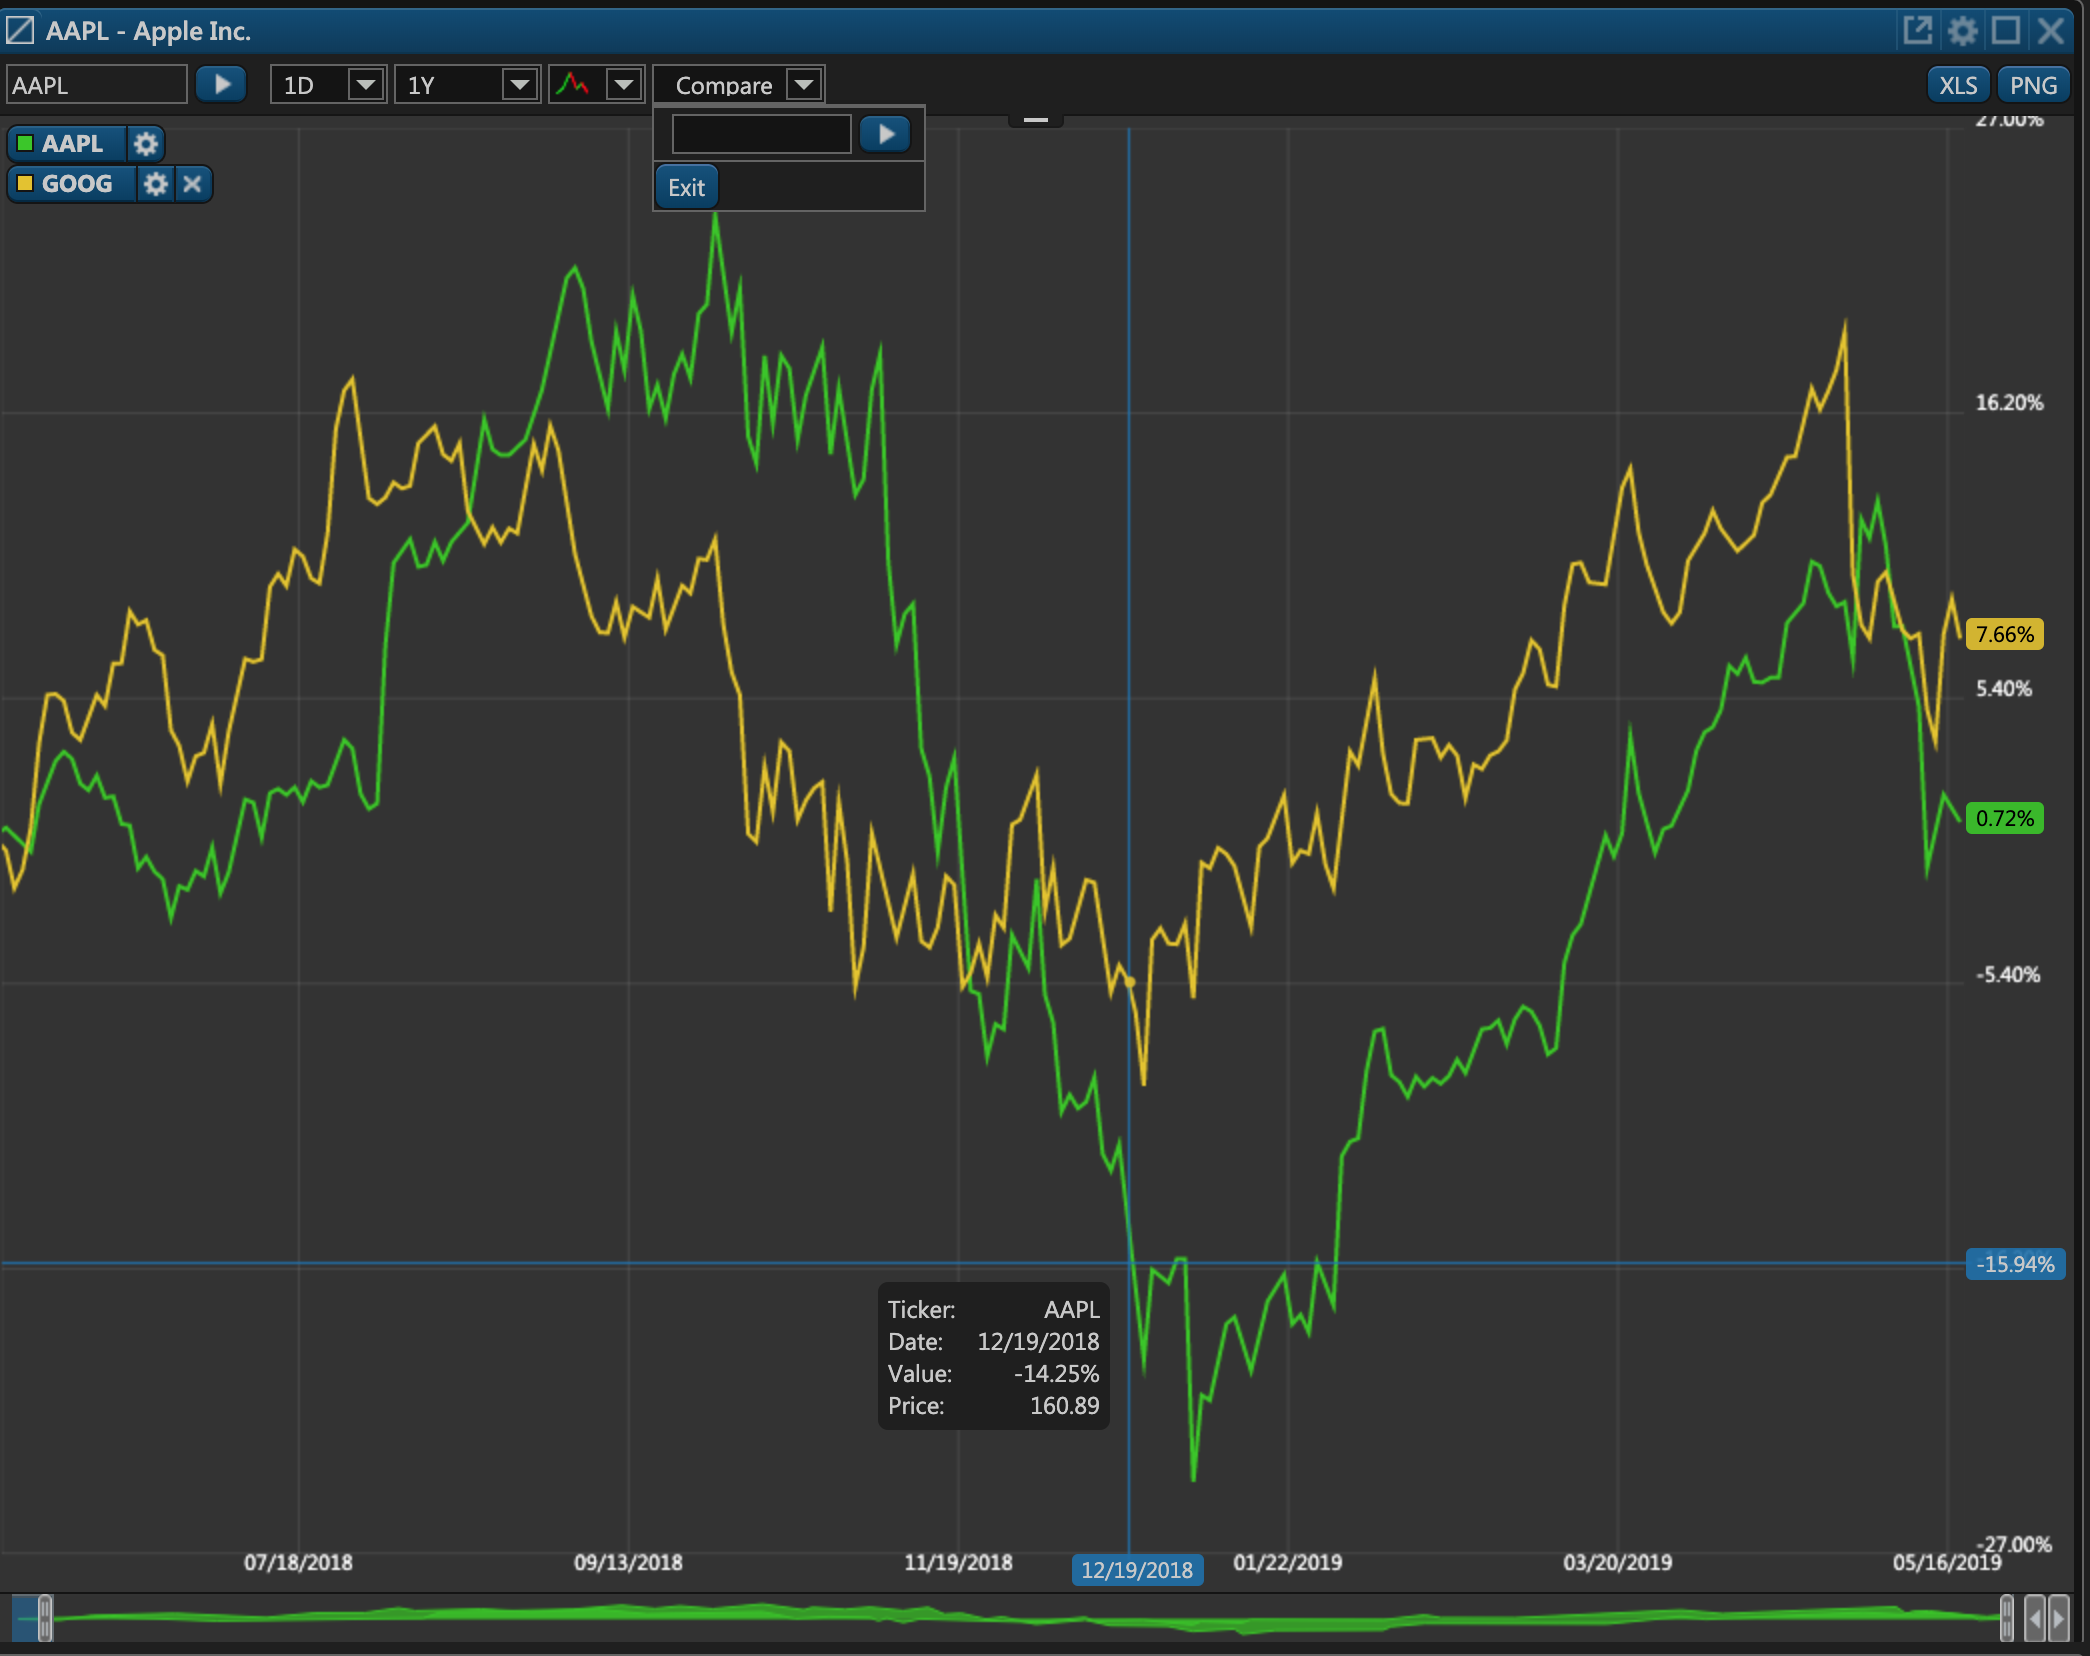 AAPL - Apple Inc.
AAPL 1D 1Y Compare XLS PNG
AAPL
GOOG
Exit
27.00%
16.20%
7.66%
5.40%
0.72%
-5.40%
-15.94%
Ticker: AAPL
Date: 12/19/2018
Value: -14.25%
Price: 160.89
-27.00%
07/18/2018 09/13/2018 11/19/2018 12/19/2018 01/22/2019 03/20/2019 05/16/2019